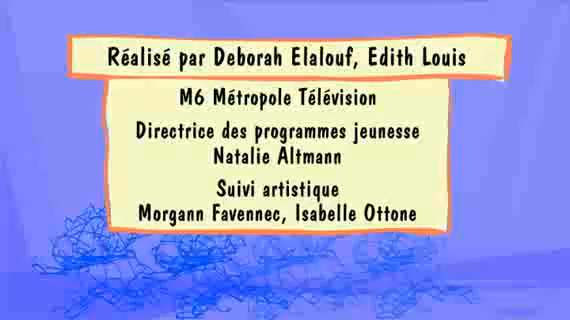 Réalisé par Deborah Elalouf, Edith Louis
M6 Métropole Télévision
Directrice des programmes jeunesse
Natalie Altmann
Suivi artistique
Morgann Favennec, Isabelle Ottone